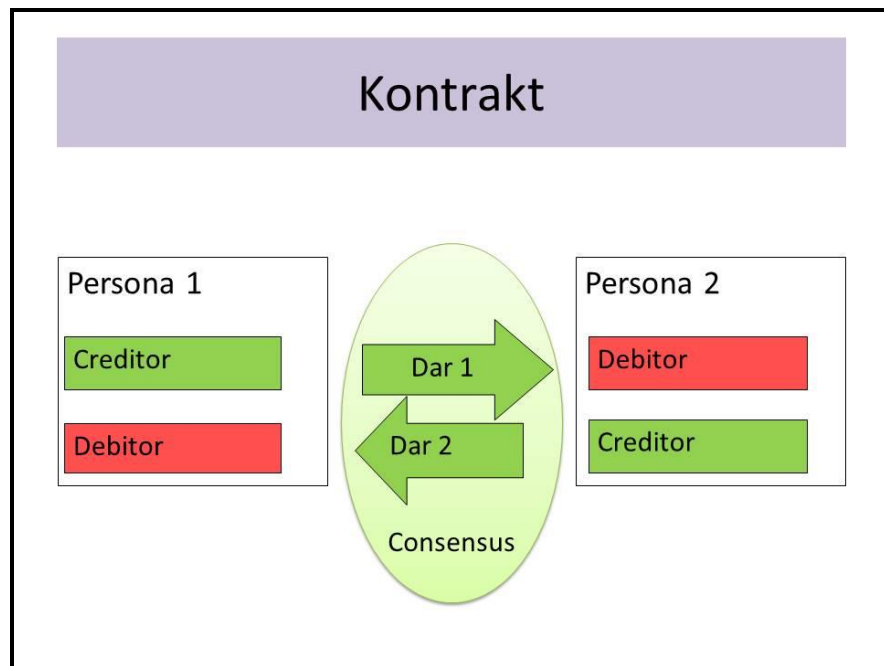 Kontrakt
Persona 1
Creditor
Debitor
Dar 1
Dar 2
Consensus
Persona 2
Debitor
Creditor